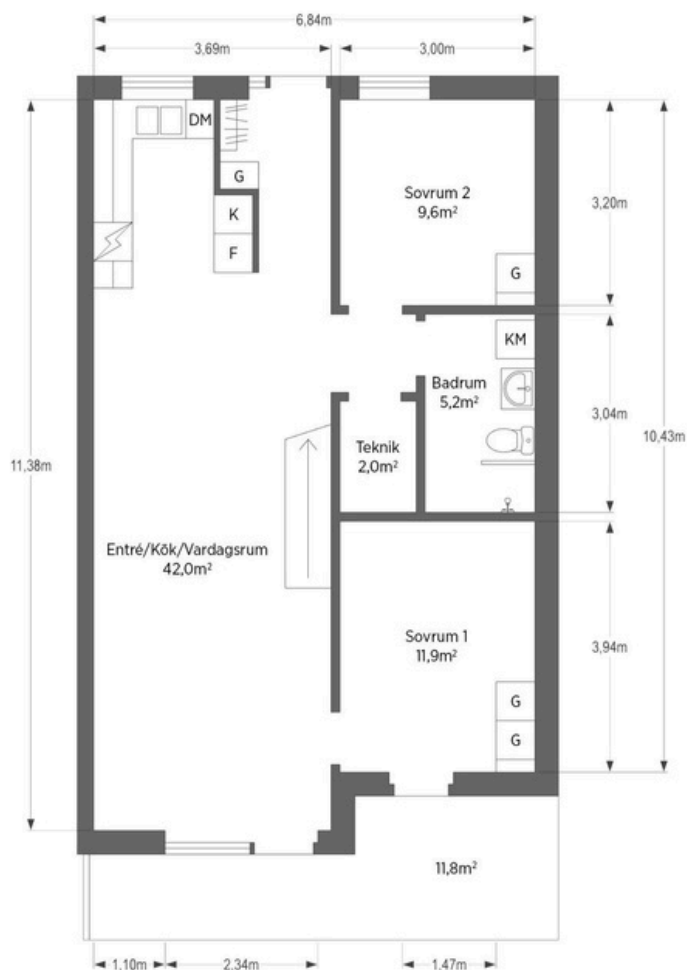 6,84m
3,69m
3,00m
DM
G
K
F
Sovrum 2
9,6m²
3,20m
G
KM
Badrum
5,2m²
3,04m
10,43m
11,38m
Teknik
2,0m²
Entré/Kök/Vardagsrum
42,0m²
Sovrum 1
11,9m²
3,94m
G
G
11,8m²
1,10m
2,34m
1,47m